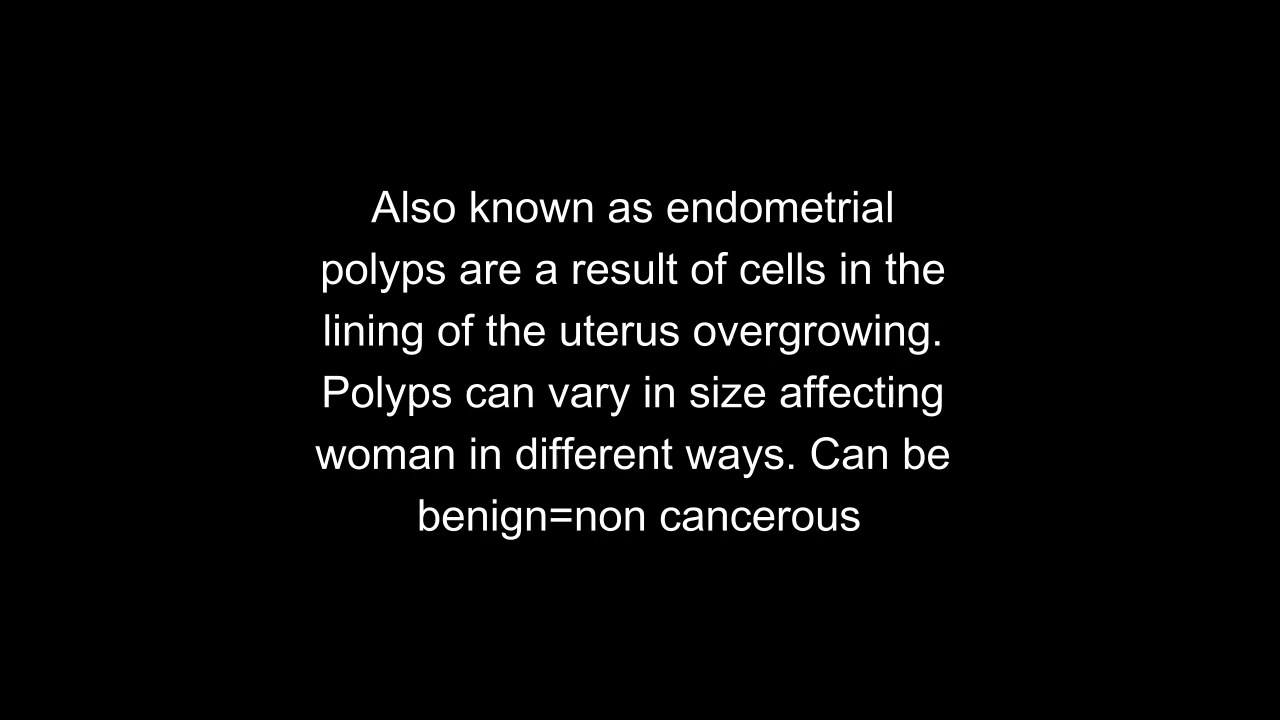 Also known as endometrial
polyps are a result of cells in the
lining of the uterus overgrowing.
Polyps can vary in size affecting
woman in different ways. Can be
benign=non cancerous